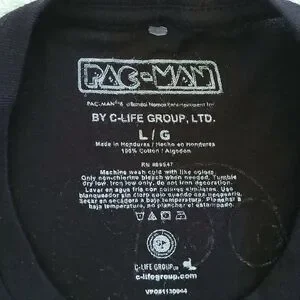 PAC-MAN
PAC-MAN® & ©Bandai Namco Entertainment Inc.
BY C-LIFE GROUP, LTD.
L / G
Made in Honduras / Hecho en Honduras
100% Cotton / Algodon
RN #89547
Machine wash cold with like colors.
Only non-chlorine bleach when needed, Tumble
dry low. Iron low only, do not iron decoration.
Lavar en agua fria con colores similares. Use
blanqueador sin cloro solo cuando sea necesario.
Secar en secadora a baja temperatura. Planchar a
baja temperatura, no planchar el estampado.
C-LIFE GROUP
c-lifegroup.com